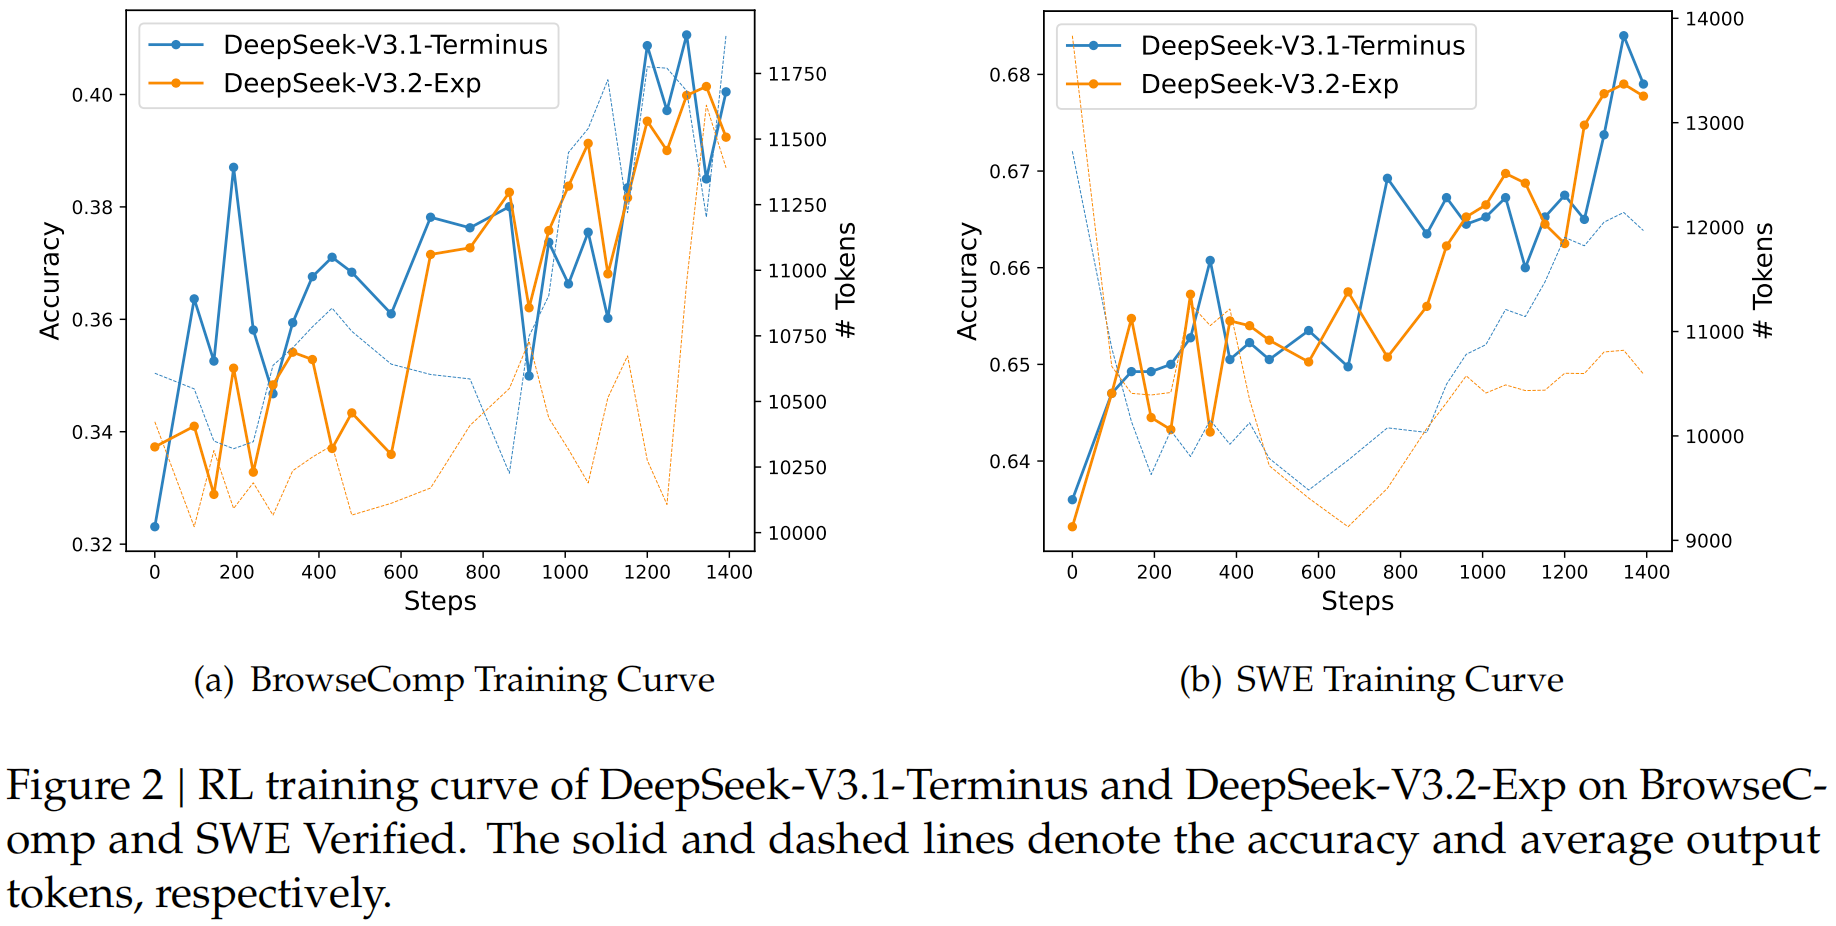 DeepSeek-V3.1-Terminus
DeepSeek-V3.2-Exp
0.40
0.38
0.36
0.34
0.32
Accuracy
11750
11500
11250
11000
10750
10500
10250
10000
# Tokens
0 200 400 600 800 1000 1200 1400
Steps
(a) BrowseComp Training Curve
DeepSeek-V3.1-Terminus
DeepSeek-V3.2-Exp
0.68
0.67
0.66
0.65
0.64
Accuracy
14000
13000
12000
11000
10000
9000
# Tokens
0 200 400 600 800 1000 1200 1400
Steps
(b) SWE Training Curve
Figure 2 | RL training curve of DeepSeek-V3.1-Terminus and DeepSeek-V3.2-Exp on BrowseC-
omp and SWE Verified. The solid and dashed lines denote the accuracy and average output
tokens, respectively.